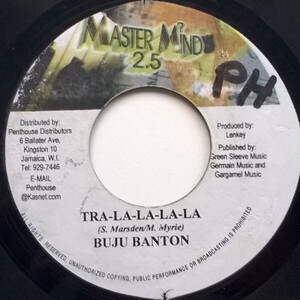 MASTER MINDS
2.5
PH
Distributed by:
Penthouse Distributors
6 Ballater Ave,
Kingston 10
Jamaica, W.I.
Tel: 929-7446
E-MAIL
Penthouse
@Kasnet.com
Produced by:
Lenkey
Published by:
Green Sleeve Music
Germain Music and
Gargamel Music
TRA-LA-LA-LA-LA
(S. Marsden/M. Myrie)
BUJU BANTON
ALL RIGHTS RESERVED. UNAUTHORIZED COPYING, PUBLIC PERFORMANCE OR BROADCASTING IS PROHIBITED